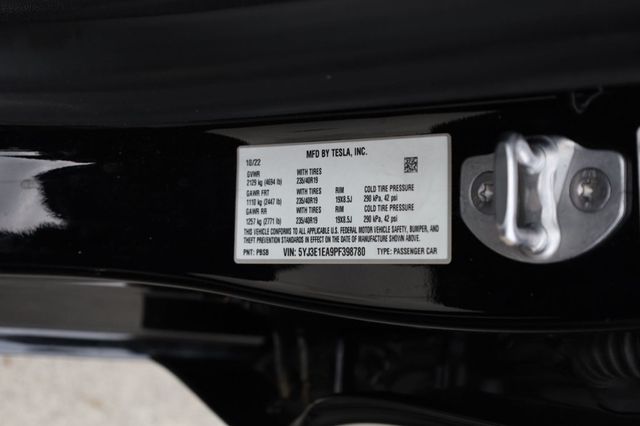 MFD BY TESLA, INC.
10/22
GVWR WITH TIRES
2129 kg (4694 lb) 235/40R19
GAWR FRT WITH TIRES RIM COLD TIRE PRESSURE
1110 kg (2447 lb) 235/40R19 19X8.5J 290 kPa, 42 psi
GAWR RR WITH TIRES RIM COLD TIRE PRESSURE
1257 kg (2771 lb) 235/40R19 19X8.5J 290 kPa, 42 psi
THIS VEHICLE CONFORMS TO ALL APPLICABLE U.S. FEDERAL MOTOR VEHICLE SAFETY, BUMPER, AND
THEFT PREVENTION STANDARDS IN EFFECT ON THE DATE OF MANUFACTURE SHOWN ABOVE.
PNT: PBSB VIN: 5YJ3E1EA9PF398780 TYPE: PASSENGER CAR